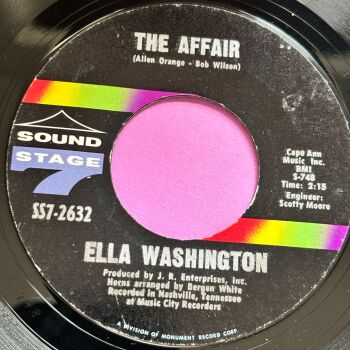 THE AFFAIR
(Allen Orange - Bob Wilson)
SOUND
STAGE
7
SS7-2632
Cape Ann
Music Inc.
BMI
S-748
Time: 2:15
Engineer:
Scotty Moore
ELLA WASHINGTON
Produced by J. R. Enterprises, Inc.
Horns arranged by Bergen White
Recorded in Nashville, Tennessee
at Music City Recorders
A DIVISION OF MONUMENT RECORD CORP.